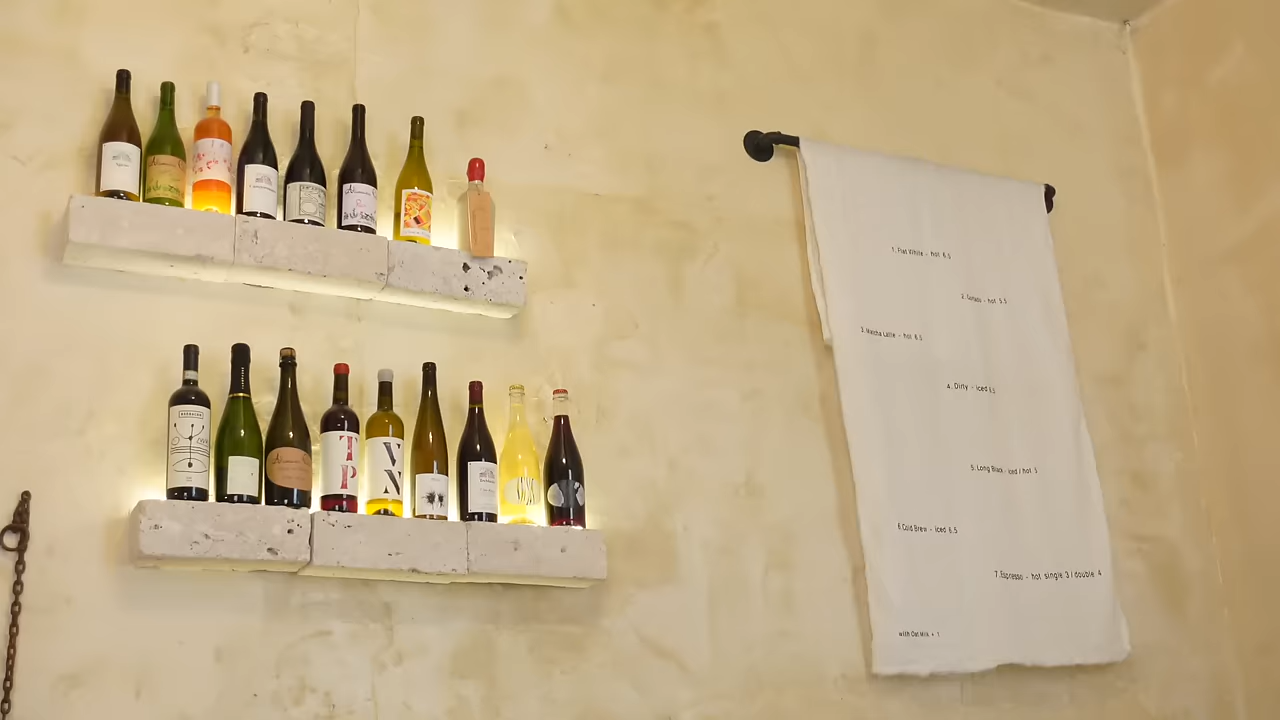 T
P
V
N
1. Flat White - hot 6.5
2. Cortado - hot 5.5
3. Matcha Latte - hot 6.5
4. Dirty - iced 6.5
5. Long Black - iced / hot 5
6. Cold Brew - iced 6.5
7. Espresso - hot single 3 / double 4
with Oat Milk + 1